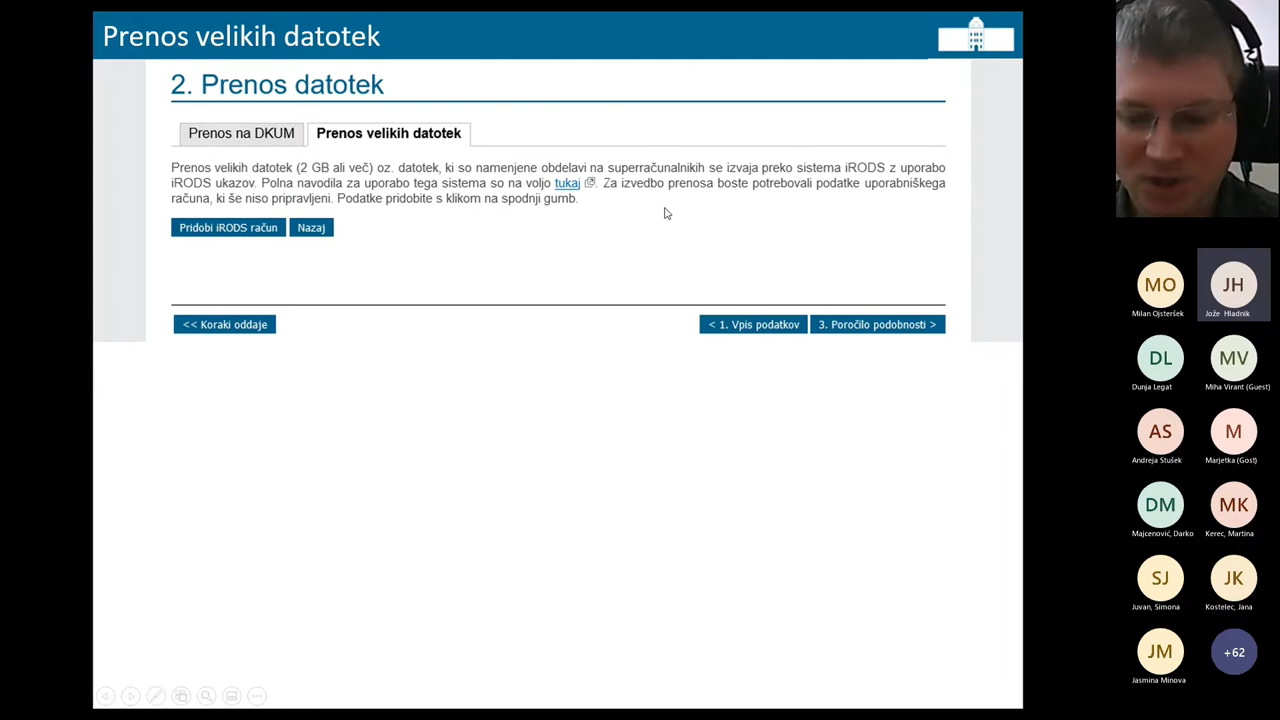 Prenos velikih datotek
2. Prenos datotek
Prenos na DKUM
Prenos velikih datotek
Prenos velikih datotek (2 GB ali več) oz. datotek, ki so namenjene obdelavi na superračunalnikih se izvaja preko sistema iRODS z uporabo
iRODS ukazov. Polna navodila za uporabo tega sistema so na voljo tukaj. Za izvedbo prenosa boste potrebovali podatke uporabniškega
računa, ki še niso pripravljeni. Podatke pridobite s klikom na spodnji gumb.
Pridobi iRODS račun
Nazaj
<< Koraki oddaje
< 1. Vpis podatkov
3. Poročilo podobnosti >
MO
Milan Ojsteršek
JH
Jože Hladnik
DL
Dunja Legat
MV
Miha Virant (Guest)
AS
Andreja Stušek
M
Marjetka (Gost)
DM
Majcenović, Darko
MK
Kerec, Martina
SJ
Juvan, Simona
JK
Kostelec, Jana
JM
Jasmina Minova
+62